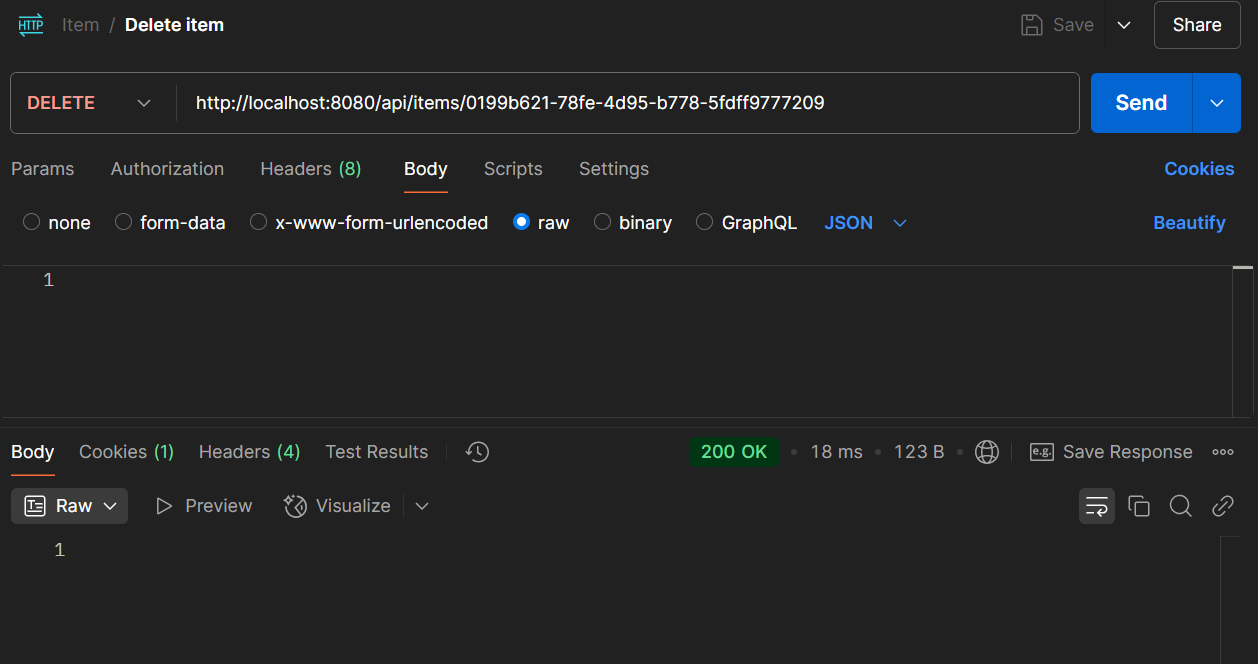 HTTP Item / Delete item Save Share
DELETE http://localhost:8080/api/items/0199b621-78fe-4d95-b778-5fdff9777209 Send
Params Authorization Headers (8) Body Scripts Settings Cookies
none form-data x-www-form-urlencoded raw binary GraphQL JSON Beautify
1
Body Cookies (1) Headers (4) Test Results 200 OK • 18 ms • 123 B • e.g. Save Response
Raw Preview Visualize
1